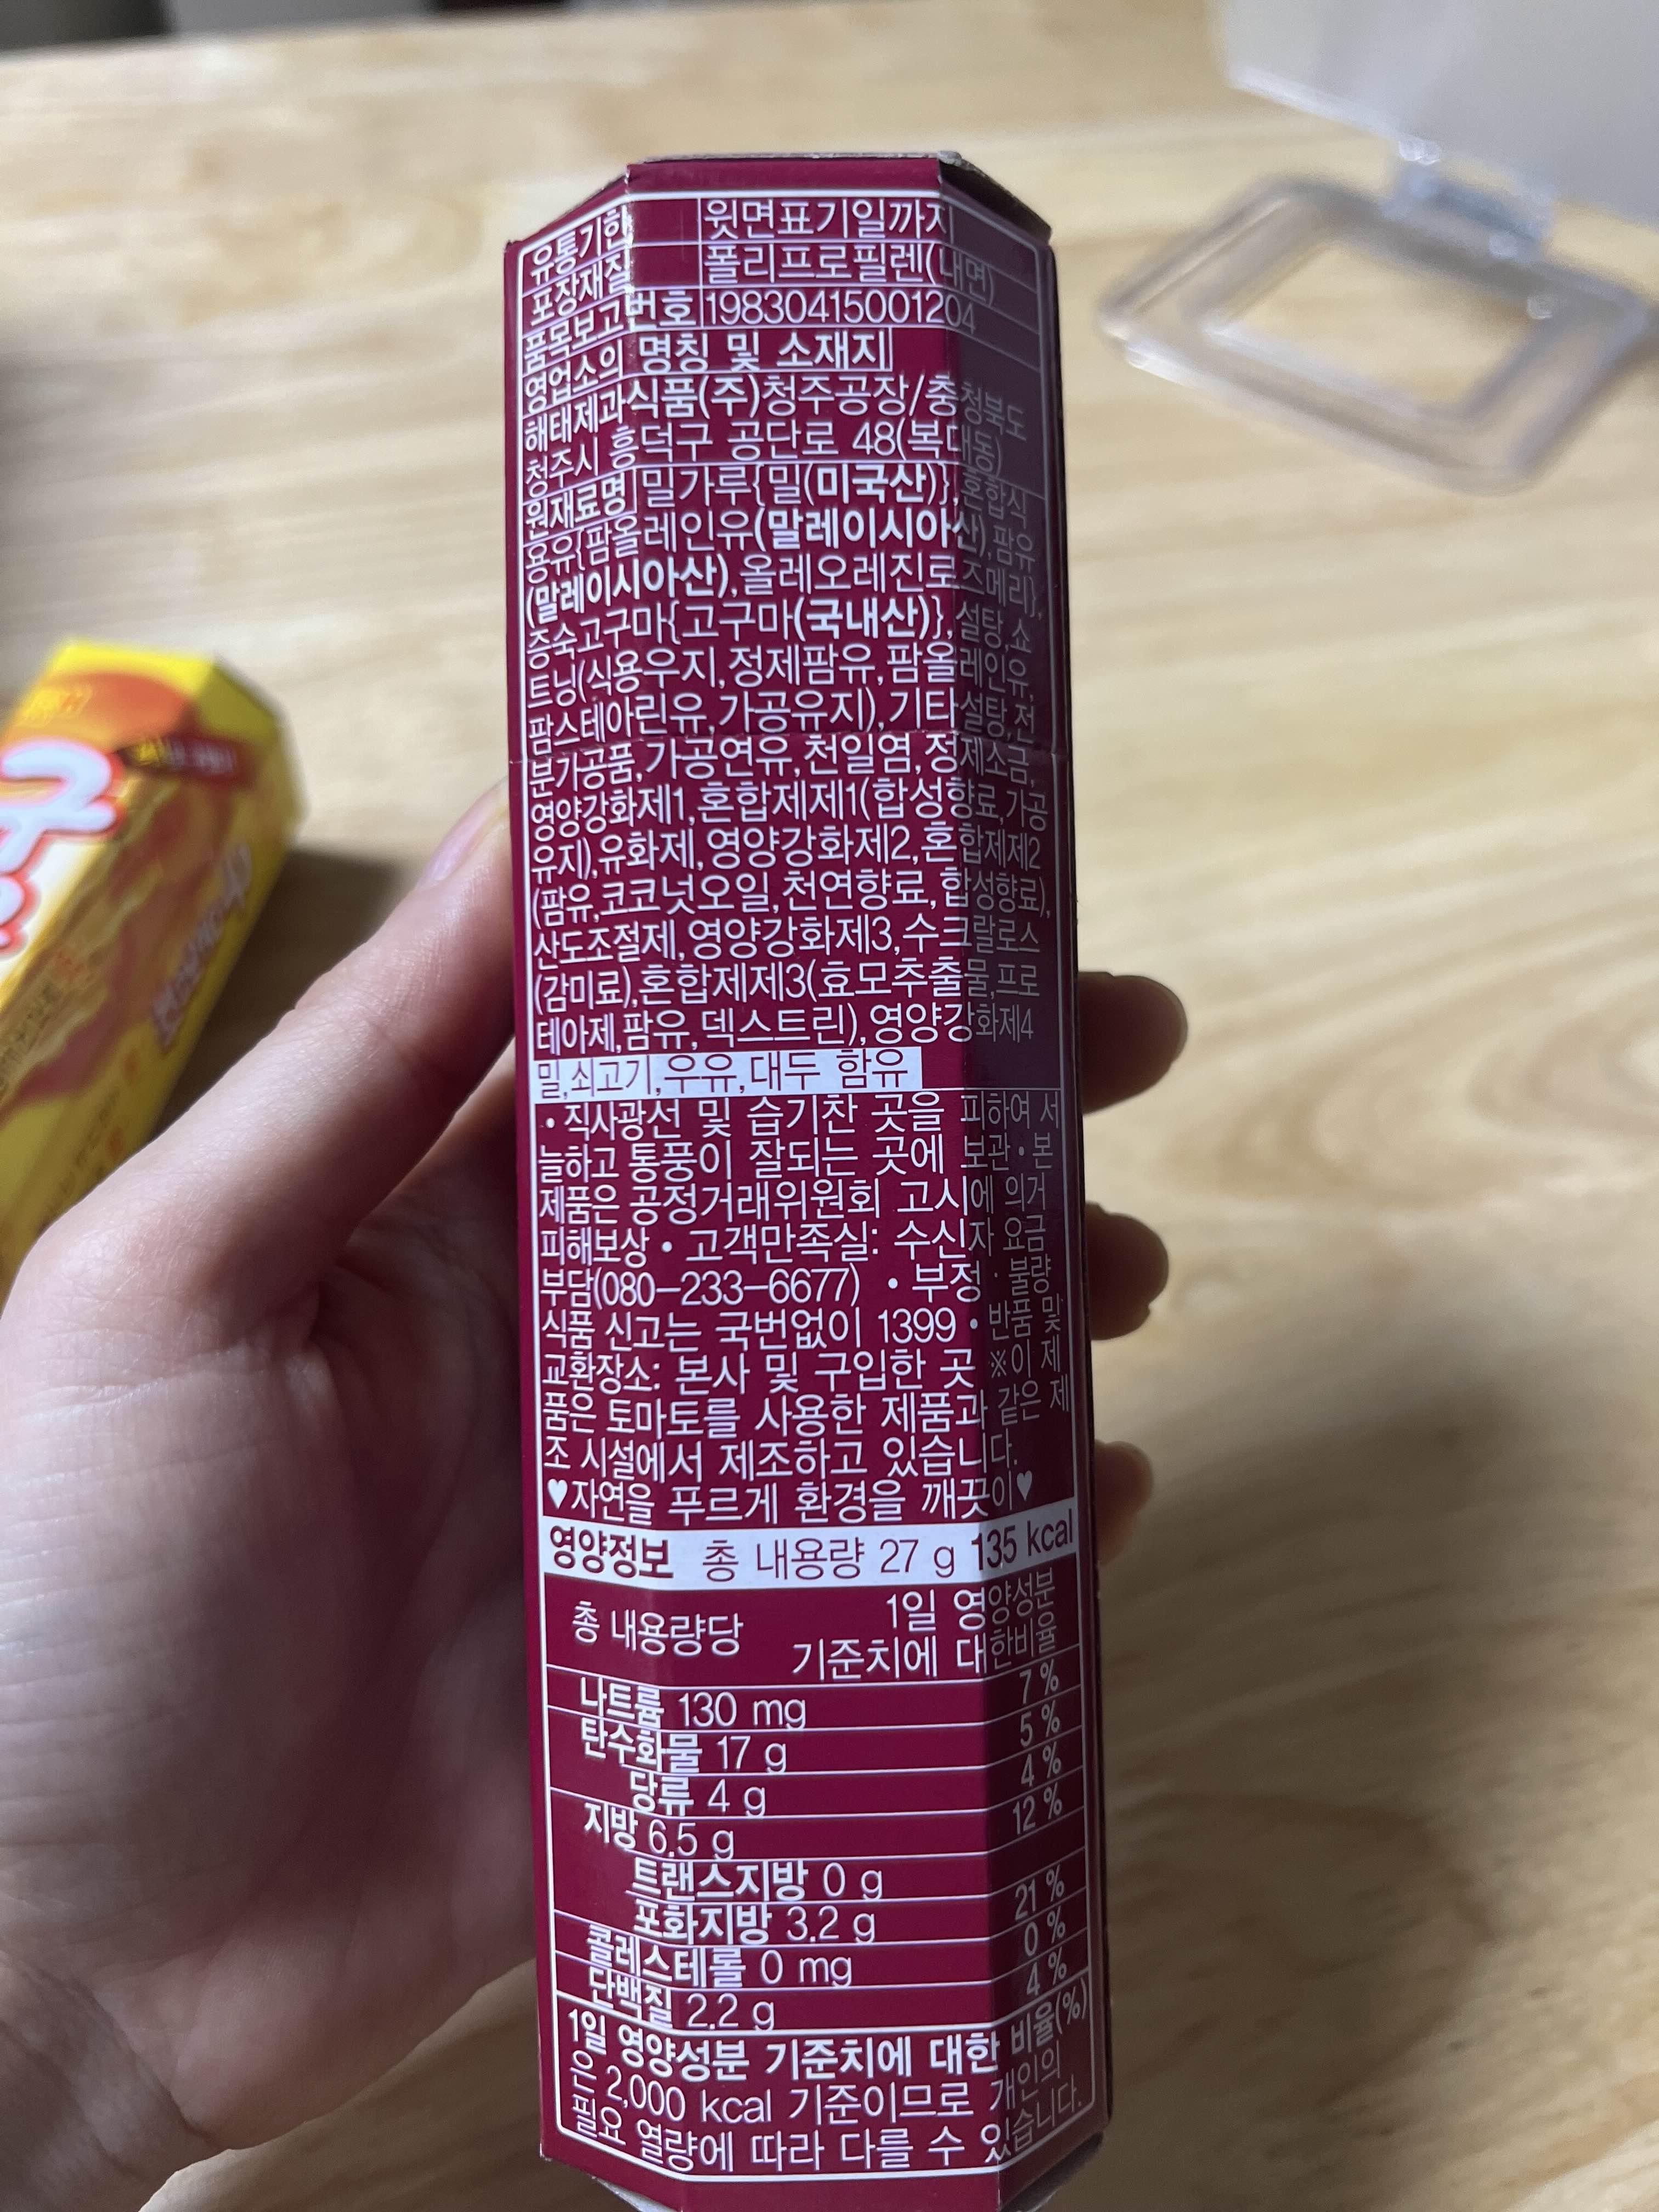 유통기한 윗면표기일까지
포장재질 폴리프로필렌(내면)
품목보고번호 19830415001204
영업소의 명칭 및 소재지
해태제과식품(주)청주공장/충청북도
청주시 흥덕구 공단로 48(복대동)
원재료명 밀가루{밀(미국산)},혼합식
용유{팜올레인유(말레이시아산),팜유
(말레이시아산),올레오레진로즈메리},
증숙고구마{고구마(국내산)},설탕,쇼
트닝(식용우지,정제팜유,팜올레인유,
팜스테아린유,가공유지),기타설탕,전
분가공품,가공연유,천일염,정제소금,
영양강화제1,혼합제제1(합성향료,가공
유지),유화제,영양강화제2,혼합제제2
(팜유,코코넛오일,천연향료,합성향료),
산도조절제,영양강화제3,수크랄로스
(감미료),혼합제제3(효모추출물,프로
테아제,팜유,덱스트린),영양강화제4
밀,쇠고기,우유,대두 함유
• 직사광선 및 습기찬 곳을 피하여 서
늘하고 통풍이 잘되는 곳에 보관 • 본
제품은 공정거래위원회 고시에 의거
피해보상 • 고객만족실: 수신자 요금
부담(080-233-6677) • 부정 · 불량
식품 신고는 국번없이 1399 • 반품 및
교환장소: 본사 및 구입한 곳 ※이 제
품은 토마토를 사용한 제품과 같은 제
조 시설에서 제조하고 있습니다.
♥자연을 푸르게 환경을 깨끗이♥
영양정보 총 내용량 27 g 135 kcal
총 내용량당 1일 영양성분
기준치에 대한비율
나트륨 130 mg 7 %
탄수화물 17 g 5 %
당류 4 g 4 %
지방 6.5 g 12 %
트랜스지방 0 g
포화지방 3.2 g 21 %
콜레스테롤 0 mg 0 %
단백질 2.2 g 4 %
1일 영양성분 기준치에 대한 비율(%)
은 2,000 kcal 기준이므로 개인의
필요 열량에 따라 다를 수 있습니다.
구